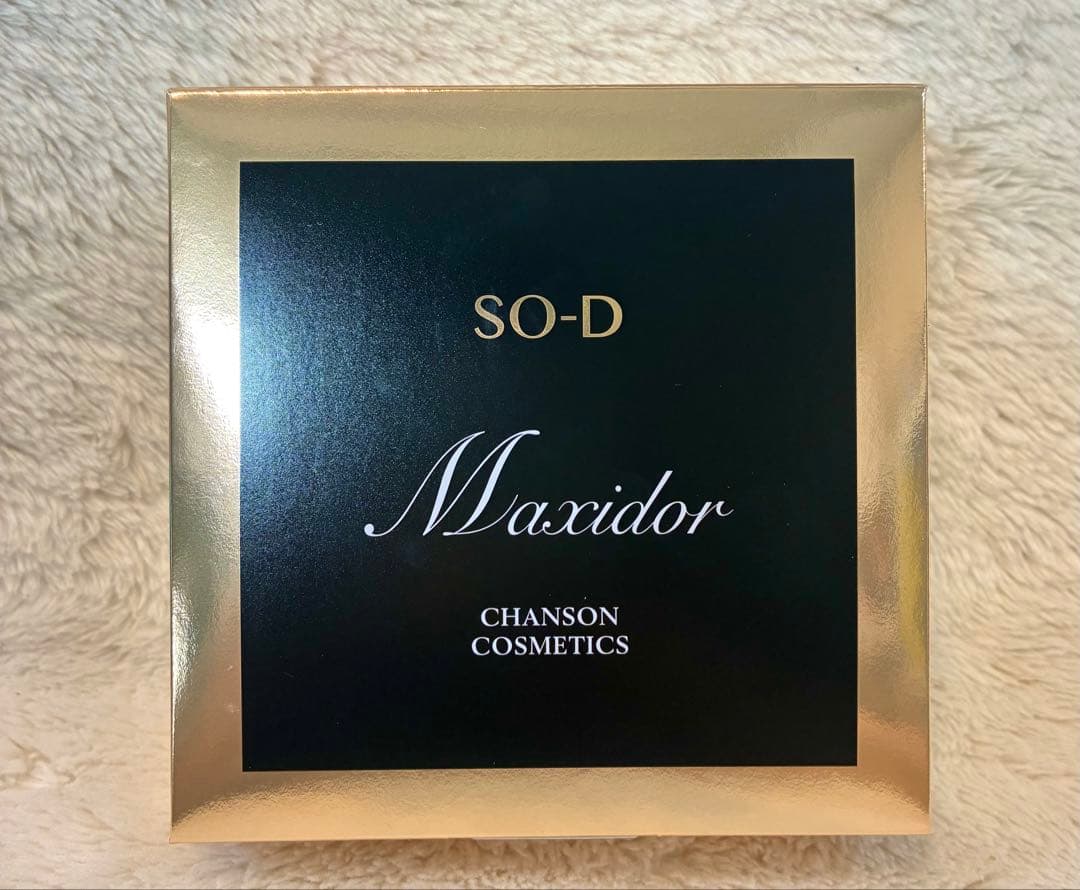 SO-D
Maxidor
CHANSON
COSMETICS